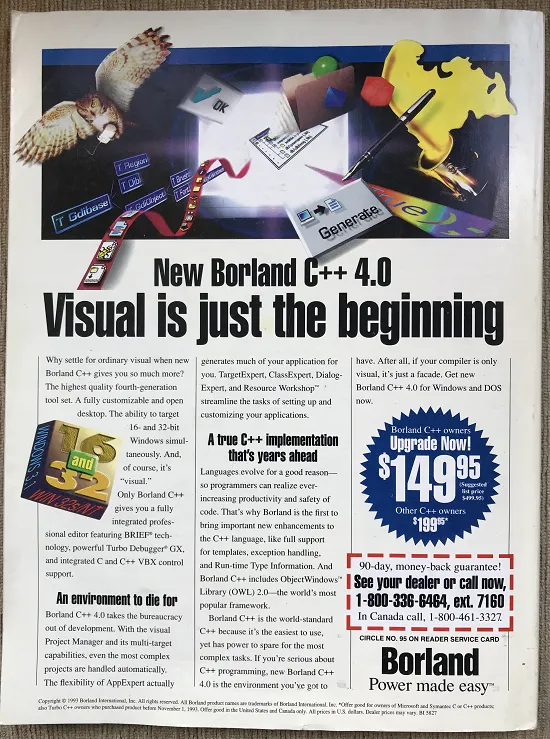 OK
T Region
T Dib
T Gdibase
T Brush
T Font
T GdiObject
Generate
New Borland C++ 4.0
Visual is just the beginning
Why settle for ordinary visual when new
Borland C++ gives you so much more?
The highest quality fourth-generation
tool set. A fully customizable and open
desktop. The ability to target
16- and 32-bit
Windows simul-
taneously. And,
of course, it's
"visual."
Only Borland C++
gives you a fully
integrated profes-
sional editor featuring BRIEF® tech-
nology, powerful Turbo Debugger® GX,
and integrated C and C++ VBX control
support.
WINDOWS 3.1
16
and
32
WIN 32s/NT
An environment to die for
Borland C++ 4.0 takes the bureaucracy
out of development. With the visual
Project Manager and its multi-target
capabilities, even the most complex
projects are handled automatically.
The flexibility of AppExpert actually
generates much of your application for
you. TargetExpert, ClassExpert, Dialog-
Expert, and Resource Workshop™
streamline the tasks of setting up and
customizing your applications.
A true C++ implementation
that's years ahead
Languages evolve for a good reason—
so programmers can realize ever-
increasing productivity and safety of
code. That's why Borland is the first to
bring important new enhancements to
the C++ language, like full support
for templates, exception handling,
and Run-time Type Information. And
Borland C++ includes ObjectWindows™
Library (OWL) 2.0—the world's most
popular framework.
Borland C++ is the world-standard
C++ because it's the easiest to use,
yet has power to spare for the most
complex tasks. If you're serious about
C++ programming, new Borland C++
4.0 is the environment you've got to
have. After all, if your compiler is only
visual, it's just a facade. Get new
Borland C++ 4.0 for Windows and DOS
now.
Borland C++ owners
Upgrade Now!
$149.95
(Suggested
list price
$499.95)
Other C++ owners
$199.95*
90-day, money-back guarantee!
See your dealer or call now,
1-800-336-6464, ext. 7160
In Canada call, 1-800-461-3327.
CIRCLE NO. 95 ON READER SERVICE CARD
Borland
Power made easy™
Copyright © 1993 Borland International, Inc. All rights reserved. All Borland product names are trademarks of Borland International, Inc. *Offer good for owners of Microsoft and Symantec C or C++ products;
also Turbo C++ owners who purchased product before November 1, 1993. Offer good in the United States and Canada only. All prices in U.S. dollars. Dealer prices may vary. BI 5827